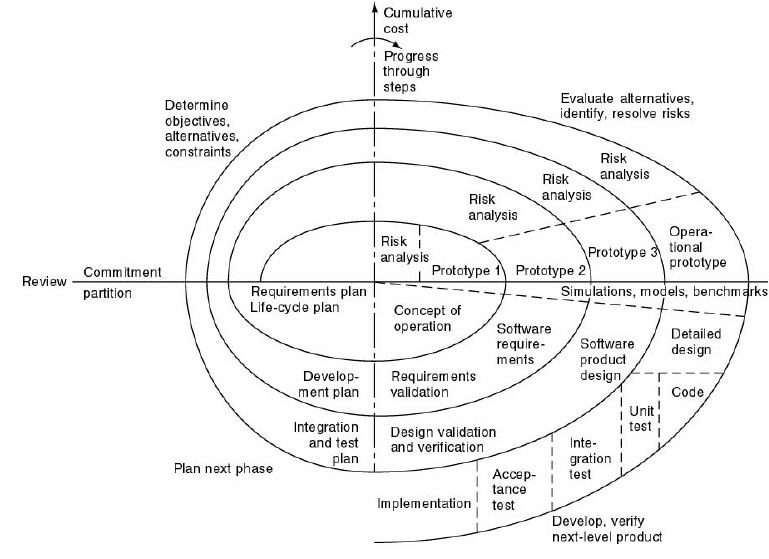 Cumulative
cost
Progress
through
steps
Determine
objectives,
alternatives,
constraints
Evaluate alternatives,
identify, resolve risks
Risk
analysis
Risk
analysis
Risk
analysis
Risk
analysis
Opera-
tional
prototype
Prototype 3
Prototype 2
Prototype 1
Review
Commitment
partition
Requirements plan
Life-cycle plan
Simulations, models, benchmarks
Concept of
operation
Software
require-
ments
Software
product
design
Detailed
design
Develop-
ment plan
Requirements
validation
Code
Unit
test
Integration
and test
plan
Design validation
and verification
Inte-
gration
test
Accep-
tance
test
Implementation
Plan next phase
Develop, verify
next-level product